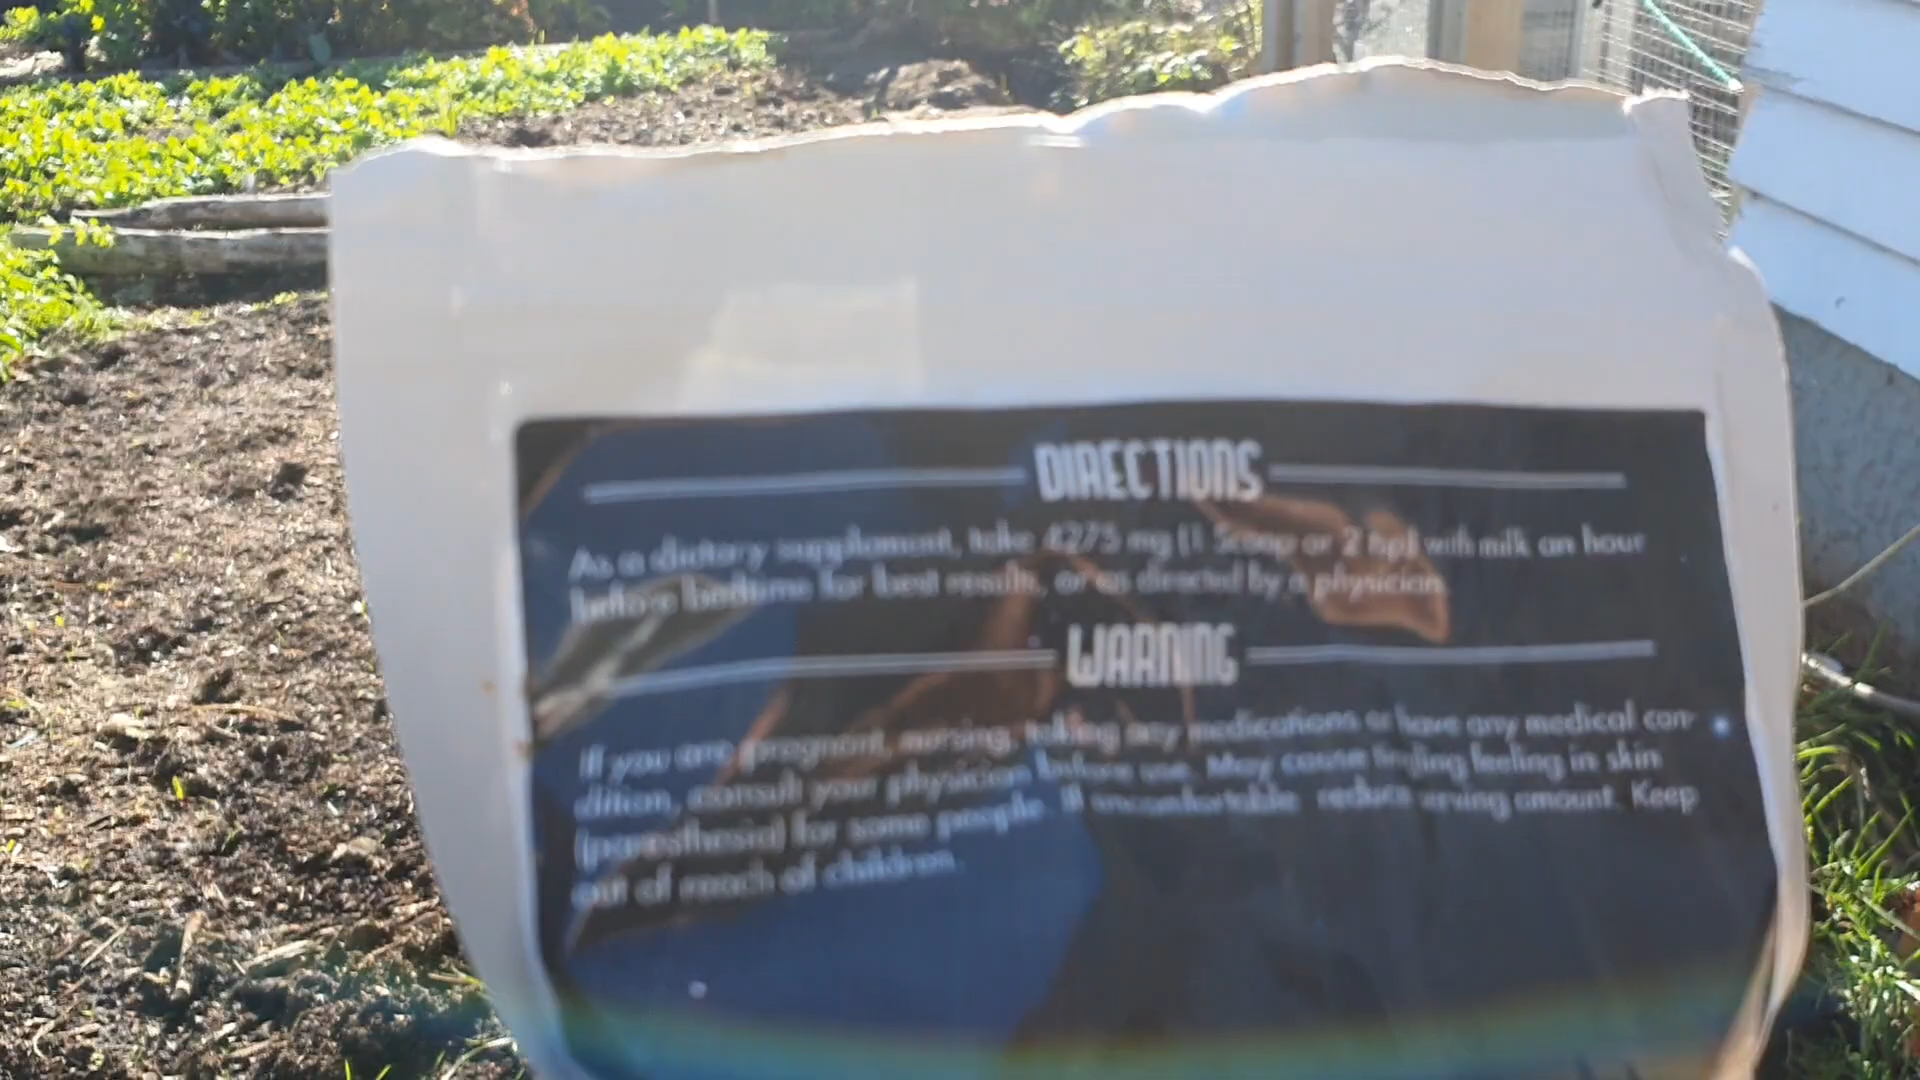 DIRECTIONS
As a dietary supplement, take 4275 mg (1 Scoop or 2 tsp) with milk an hour
before bedtime for best results, or as directed by a physician.
WARNING
If you are pregnant, nursing, taking any medications or have any medical con-
dition, consult your physician before use. May cause tingling feeling in skin
(paresthesia) for some people. If uncomfortable reduce serving amount. Keep
out of reach of children.